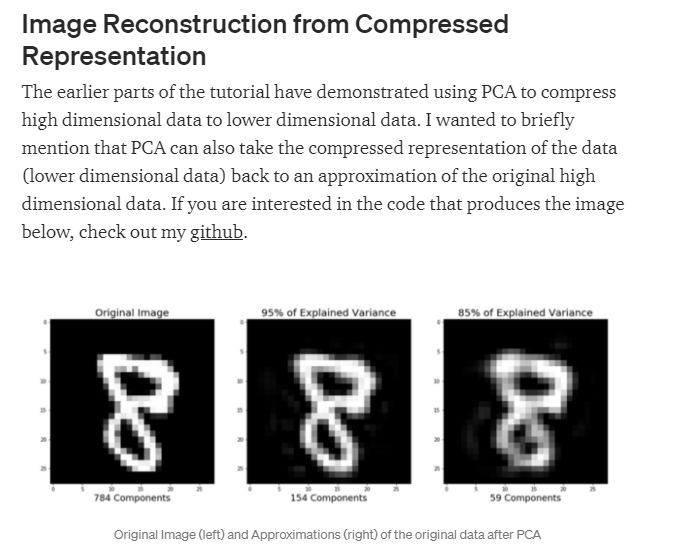 Image Reconstruction from Compressed
Representation
The earlier parts of the tutorial have demonstrated using PCA to compress
high dimensional data to lower dimensional data. I wanted to briefly
mention that PCA can also take the compressed representation of the data
(lower dimensional data) back to an approximation of the original high
dimensional data. If you are interested in the code that produces the image
below, check out my github.
Original Image 95% of Explained Variance 85% of Explained Variance
0 0 0
5 5 5
10 10 10
15 15 15
20 20 20
25 25 25
0 5 10 15 20 25 0 5 10 15 20 25 0 5 10 15 20 25
784 Components 154 Components 59 Components
Original Image (left) and Approximations (right) of the original data after PCA